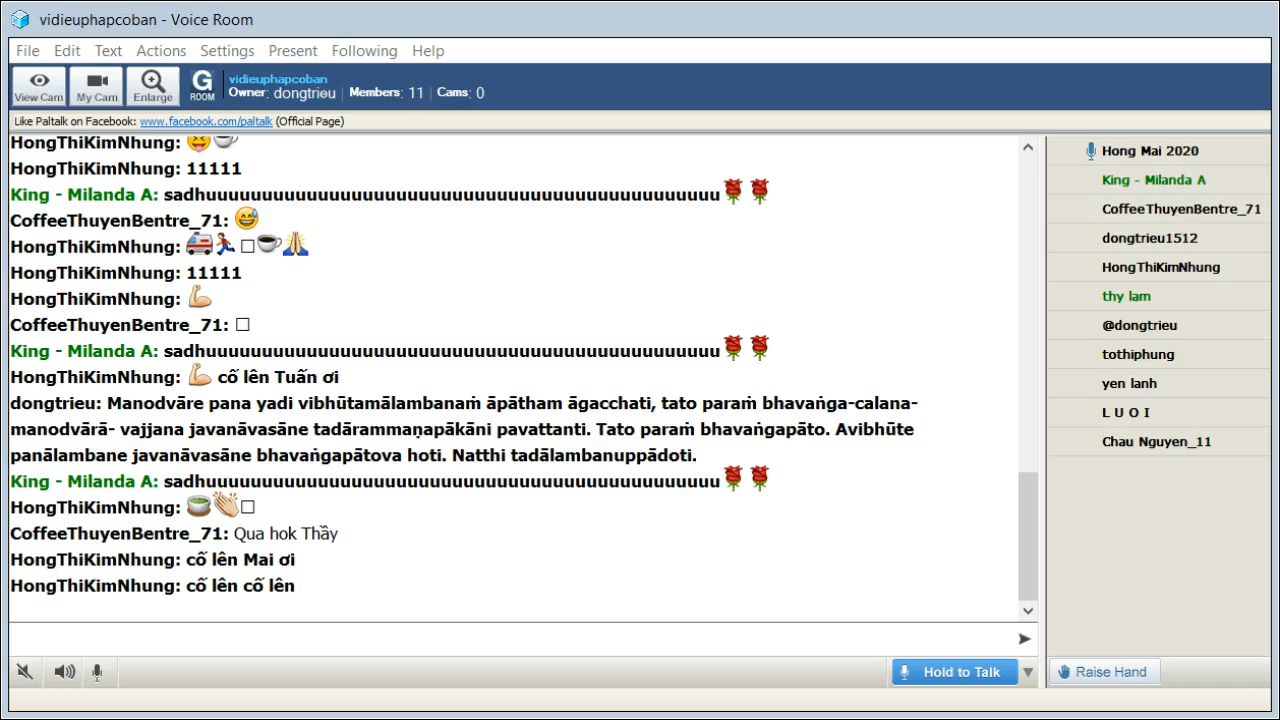 vidieuphapcoban - Voice Room
File Edit Text Actions Settings Present Following Help
View Cam My Cam Enlarge G ROOM
vidieuphapcoban
Owner: dongtrieu Members: 11 Cams: 0
Like Paltalk on Facebook: www.facebook.com/paltalk (Official Page)
HongThiKimNhung: 😝☕
HongThiKimNhung: 11111
King - Milanda A: sadhuuuuuuuuuuuuuuuuuuuuuuuuuuuuuuuuuuuuuuuuuuuuuu🌹🌹
CoffeeThuyenBentre_71: 😅
HongThiKimNhung: 🚑🏃□☕🙏
HongThiKimNhung: 11111
HongThiKimNhung: 💪
CoffeeThuyenBentre_71: □
King - Milanda A: sadhuuuuuuuuuuuuuuuuuuuuuuuuuuuuuuuuuuuuuuuuuuuuuu🌹🌹
HongThiKimNhung: 💪 cố lên Tuấn ơi
dongtrieu: Manodvāre pana yadi vibhūtamālambanaṁ āpātham āgacchati, tato paraṁ bhavaṅga-calana-
manodvārā- vajjana javanāvasāne tadārammaṇapākāni pavattanti. Tato paraṁ bhavaṅgapāto. Avibhūte
panālambane javanāvasāne bhavaṅgapātova hoti. Natthi tadālambanuppādoti.
King - Milanda A: sadhuuuuuuuuuuuuuuuuuuuuuuuuuuuuuuuuuuuuuuuuuuuuuu🌹🌹
HongThiKimNhung: 🍵👏□
CoffeeThuyenBentre_71: Qua hok Thầy
HongThiKimNhung: cố lên Mai ơi
HongThiKimNhung: cố lên cố lên
Hold to Talk
Hong Mai 2020
King - Milanda A
CoffeeThuyenBentre_71
dongtrieu1512
HongThiKimNhung
thy lam
@dongtrieu
tothiphung
yen lanh
L U O I
Chau Nguyen_11
Raise Hand